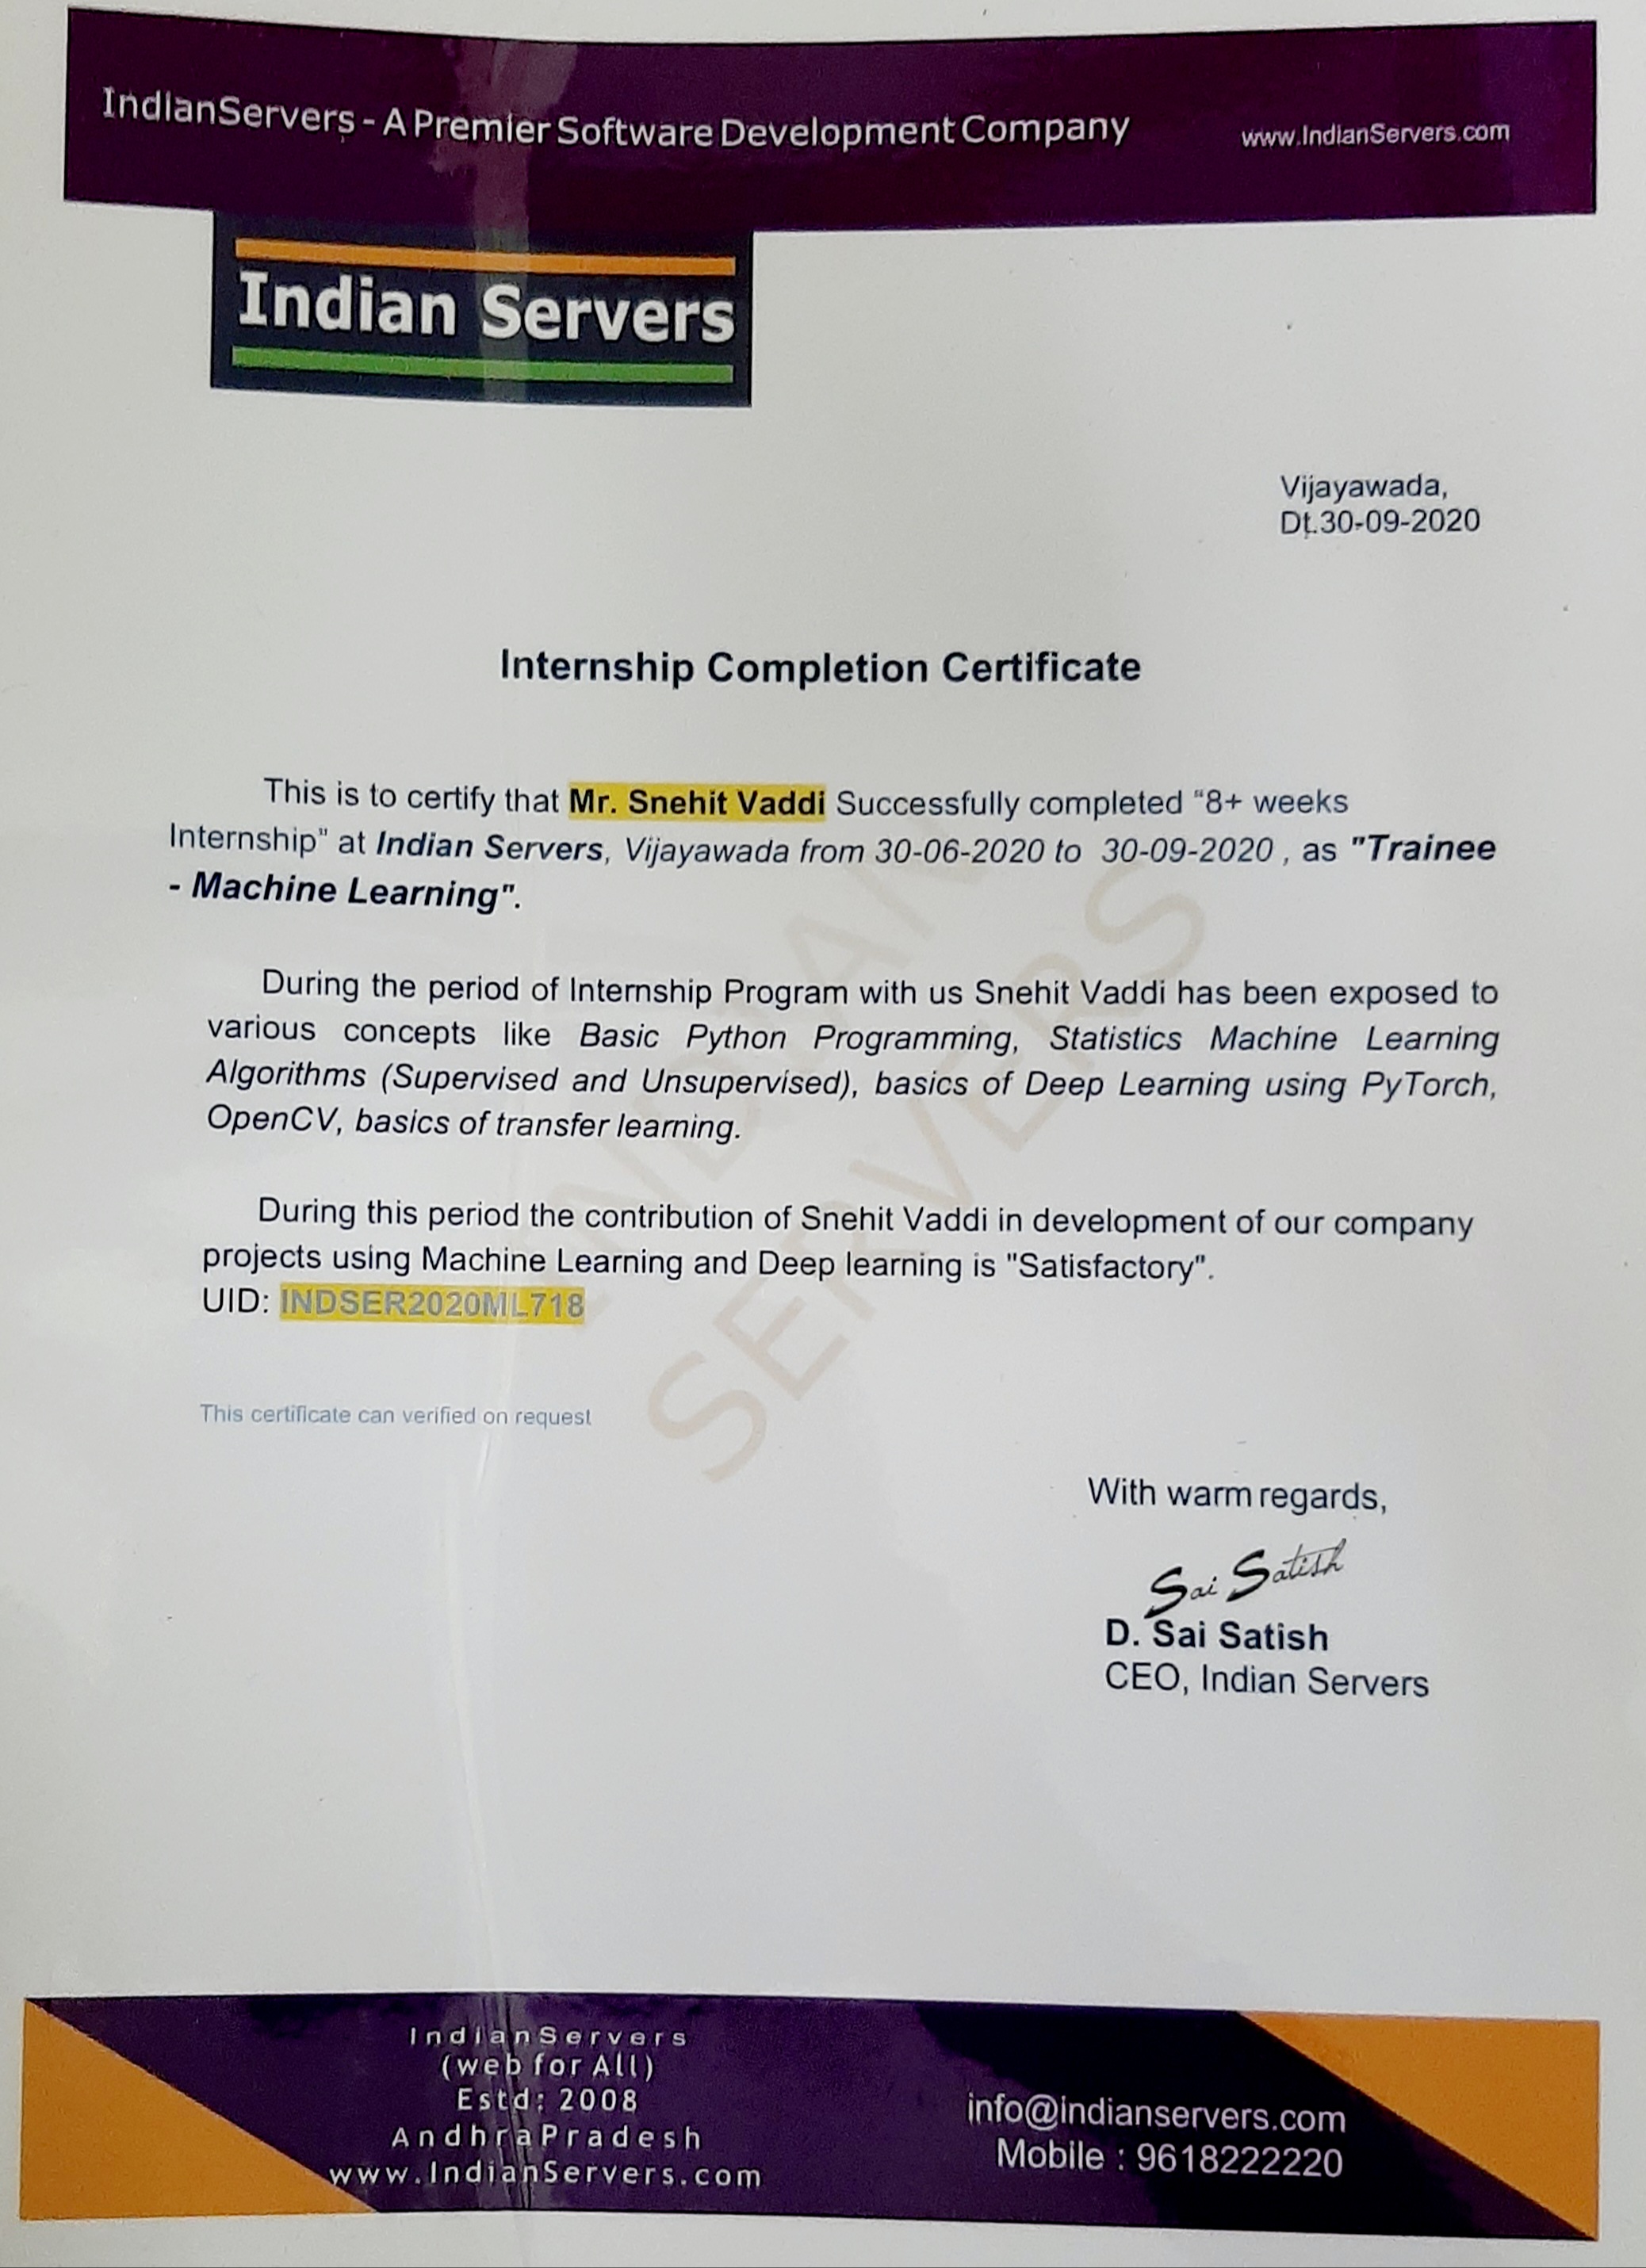 IndianServers - A Premier Software Development Company
www.IndianServers.com
Indian Servers
Vijayawada,
Dt.30-09-2020
Internship Completion Certificate
This is to certify that Mr. Snehit Vaddi Successfully completed “8+ weeks
Internship" at Indian Servers, Vijayawada from 30-06-2020 to 30-09-2020 , as "Trainee
- Machine Learning".
During the period of Internship Program with us Snehit Vaddi has been exposed to
various concepts like Basic Python Programming, Statistics Machine Learning
Algorithms (Supervised and Unsupervised), basics of Deep Learning using PyTorch,
OpenCV, basics of transfer learning.
During this period the contribution of Snehit Vaddi in development of our company
projects using Machine Learning and Deep learning is "Satisfactory".
UID: INDSER2020ML718
INDIAN
SERVERS
This certificate can verified on request
With warm regards,
Sai Satish
D. Sai Satish
CEO, Indian Servers
IndianServers
(web for All)
Estd: 2008
AndhraPradesh
www.IndianServers.com
info@indianservers.com
Mobile : 9618222220